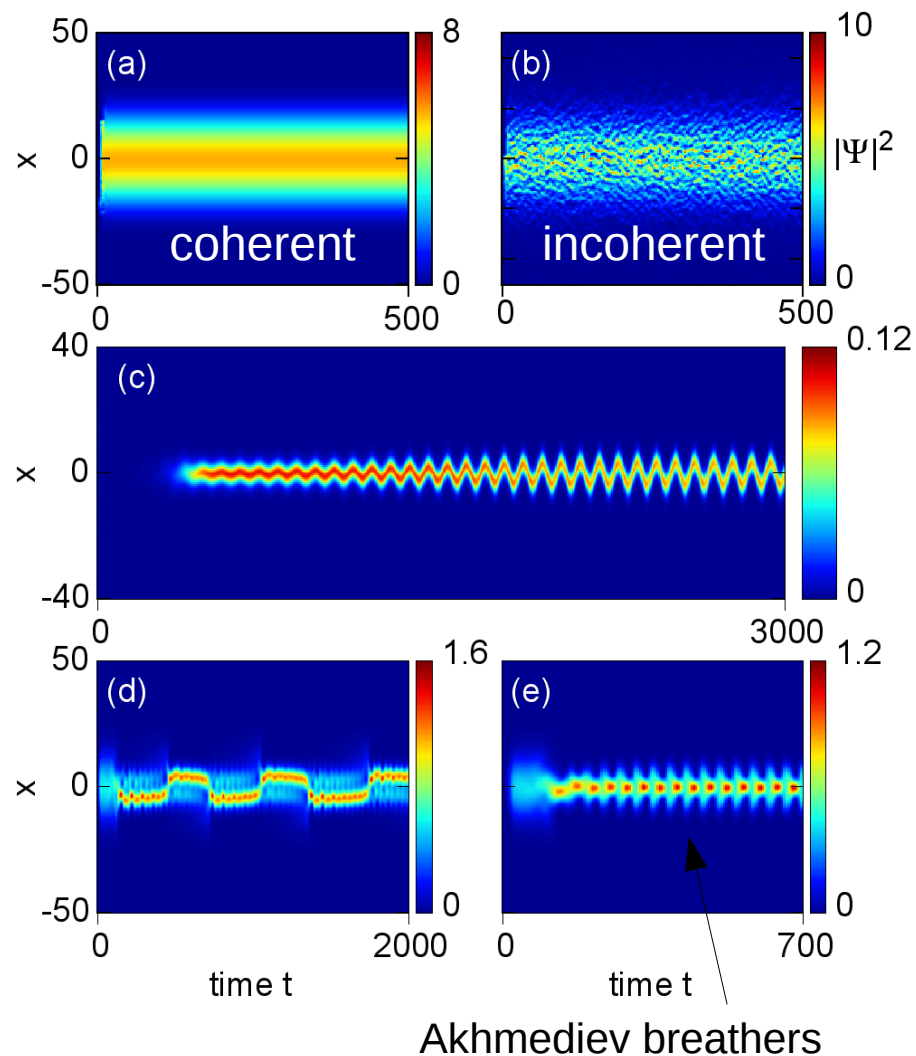 50
(a)
x
0
coherent
-50
0
500
8
0
(b)
incoherent
0
500
10
|Ψ|²
0
40
(c)
x
0
-40
0
3000
0.12
0
50
(d)
x
0
-50
0
2000
time t
1.6
0
(e)
0
700
time t
1.2
0
Akhmediev breathers